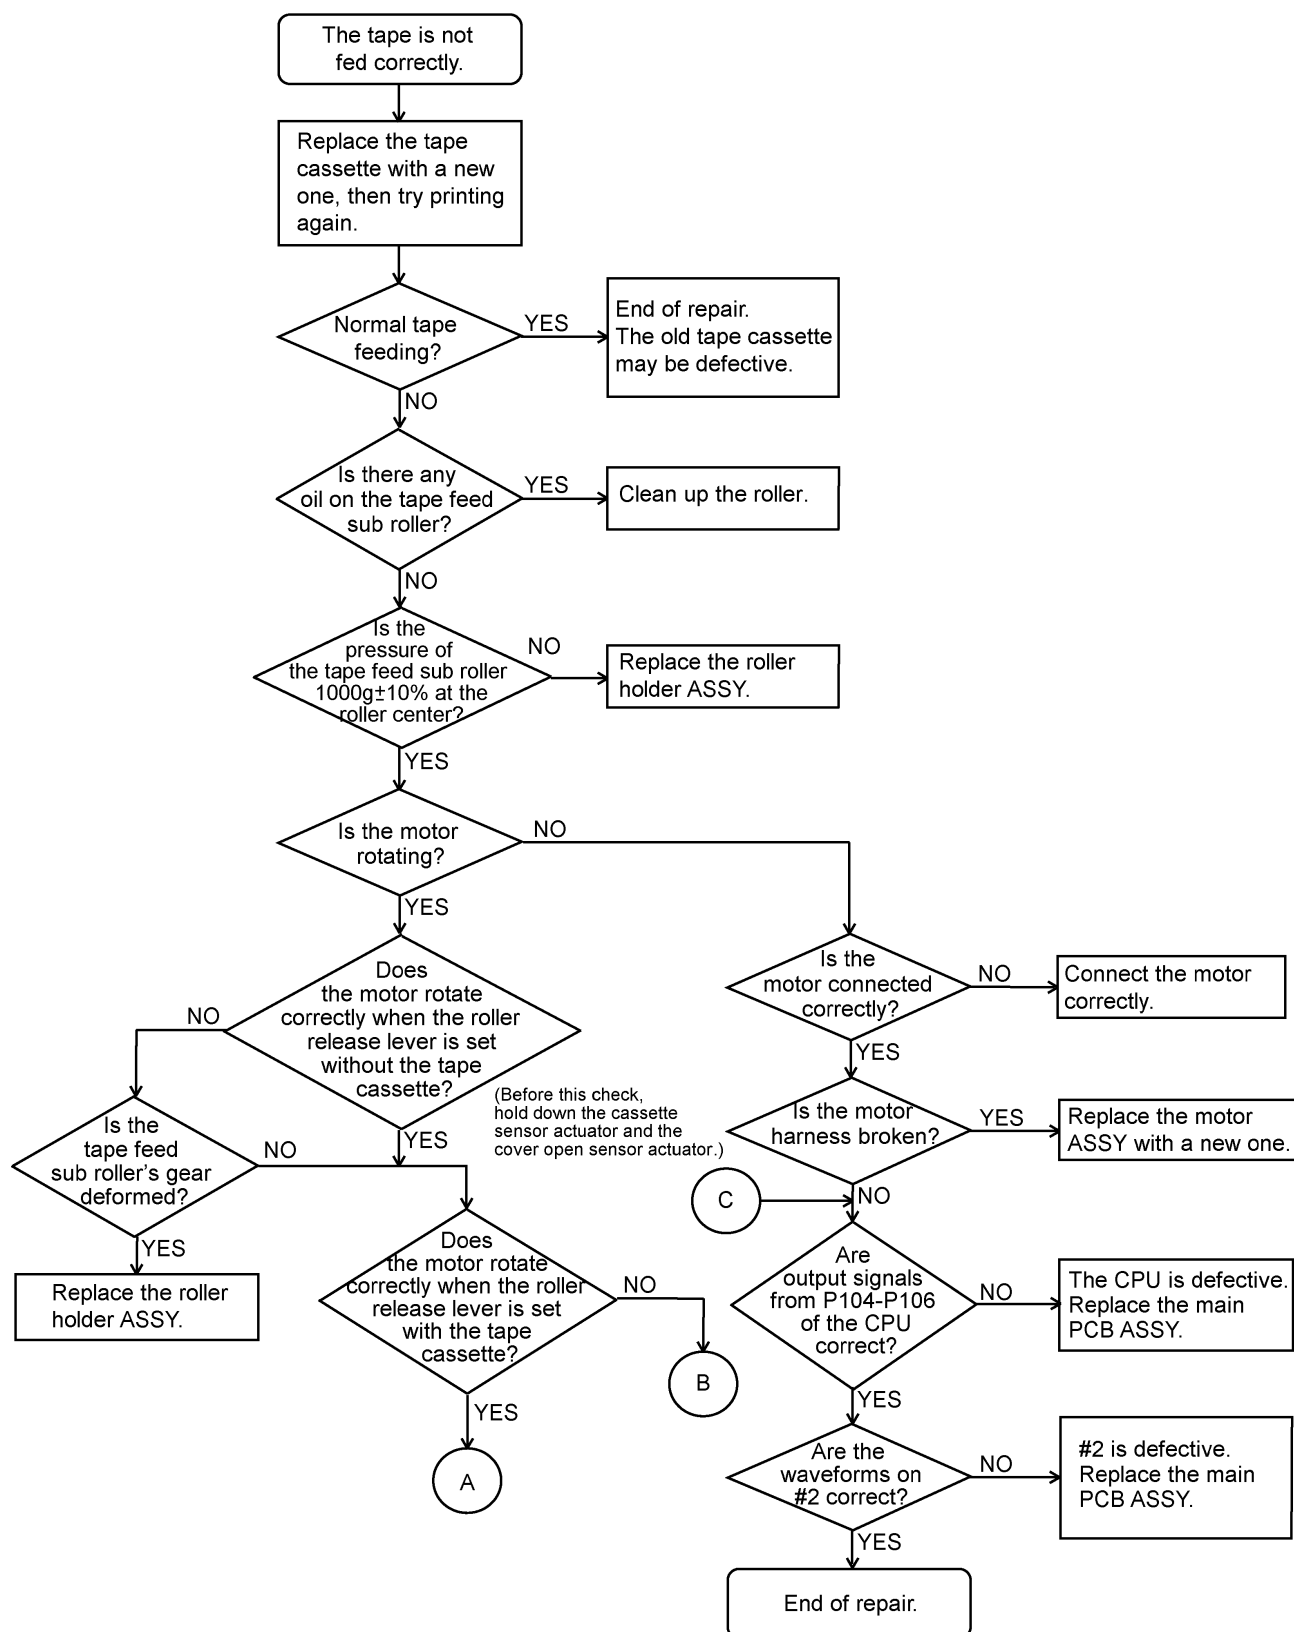 The tape is not
fed correctly.
Replace the tape
cassette with a new
one, then try printing
again.
Normal tape
feeding?
YES
End of repair.
The old tape cassette
may be defective.
NO
Is there any
oil on the tape feed
sub roller?
YES
Clean up the roller.
NO
Is the
pressure of
the tape feed sub roller
1000g±10% at the
roller center?
NO
Replace the roller
holder ASSY.
YES
Is the motor
rotating?
NO
YES
Does
the motor rotate
correctly when the roller
release lever is set
without the tape
cassette?
NO
(Before this check,
hold down the cassette
sensor actuator and the
cover open sensor actuator.)
YES
Is the
tape feed
sub roller's gear
deformed?
NO
YES
Replace the roller
holder ASSY.
Does
the motor rotate
correctly when the roller
release lever is set
with the tape
cassette?
NO
B
YES
A
Is the
motor connected
correctly?
NO
Connect the motor
correctly.
YES
Is the motor
harness broken?
YES
Replace the motor
ASSY with a new one.
C
NO
Are
output signals
from P104-P106
of the CPU
correct?
NO
The CPU is defective.
Replace the main
PCB ASSY.
YES
Are the
waveforms on
#2 correct?
NO
#2 is defective.
Replace the main
PCB ASSY.
YES
End of repair.